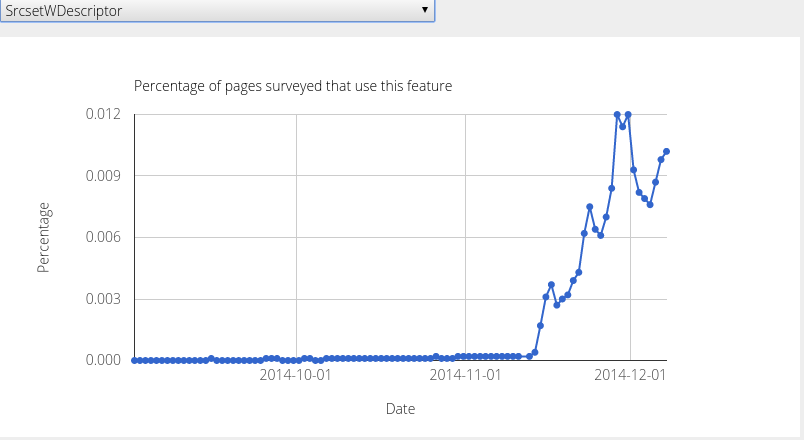 SrcsetWDescriptor
Percentage of pages surveyed that use this feature
0.012
0.009
0.006
0.003
0.000
Percentage
2014-10-01 2014-11-01 2014-12-01
Date